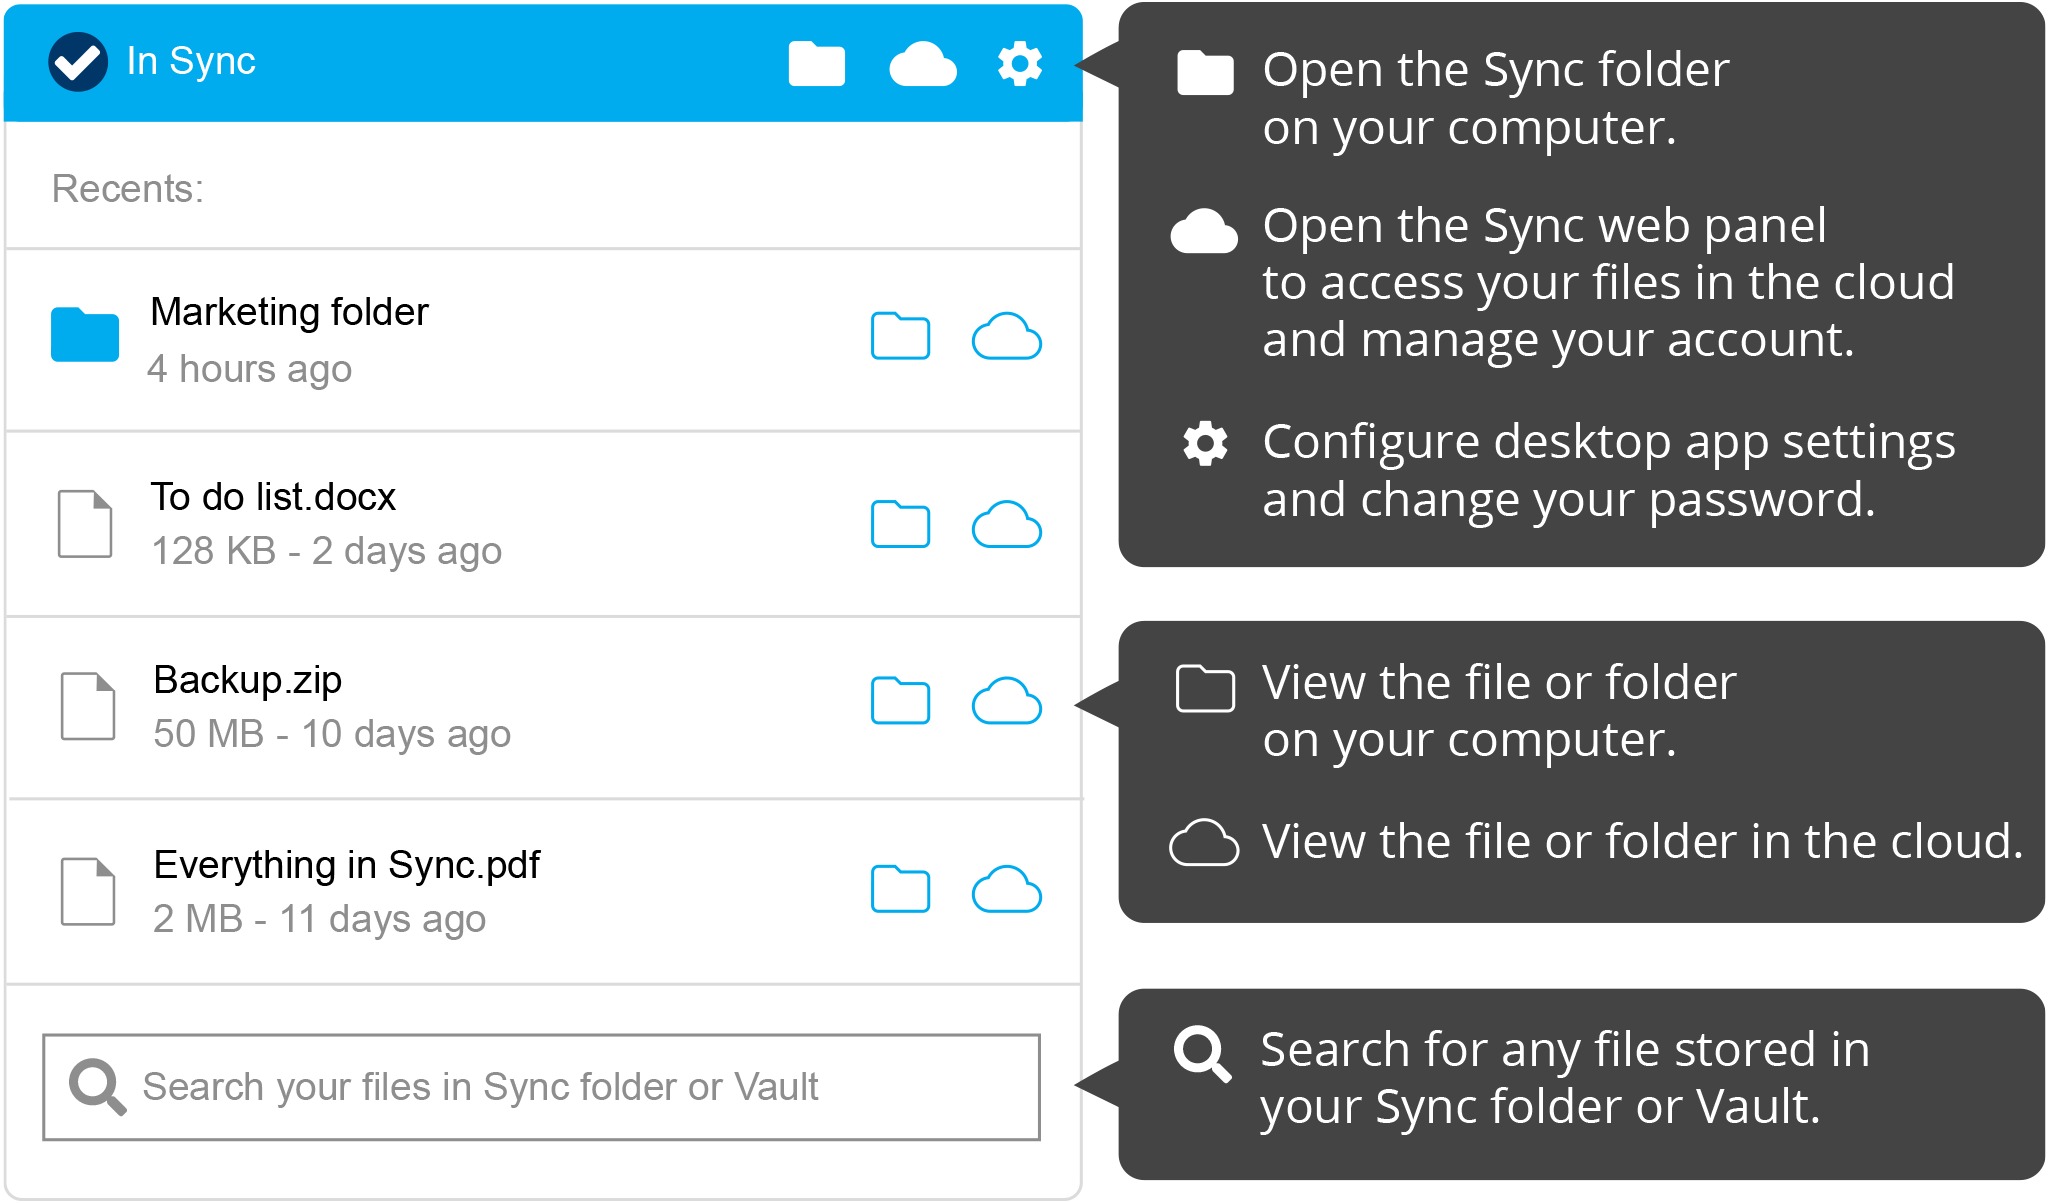 In Sync
Recents:
Marketing folder
4 hours ago
To do list.docx
128 KB - 2 days ago
Backup.zip
50 MB - 10 days ago
Everything in Sync.pdf
2 MB - 11 days ago
Search your files in Sync folder or Vault
Open the Sync folder
on your computer.
Open the Sync web panel
to access your files in the cloud
and manage your account.
Configure desktop app settings
and change your password.
View the file or folder
on your computer.
View the file or folder in the cloud.
Search for any file stored in
your Sync folder or Vault.